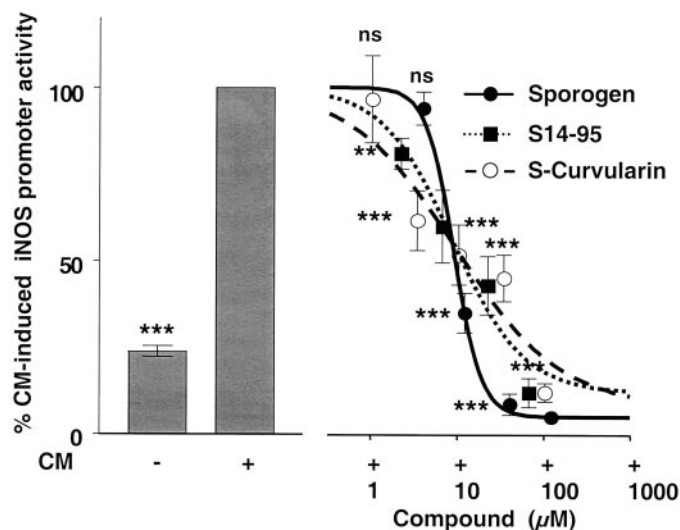 % CM-induced iNOS promoter activity
100
50
0
***
CM
-
+
ns
ns
**
***
***
***
***
***
***
Sporogen
S14-95
S-Curvularin
+
+
+
+
1
10
100
1000
Compound (µM)